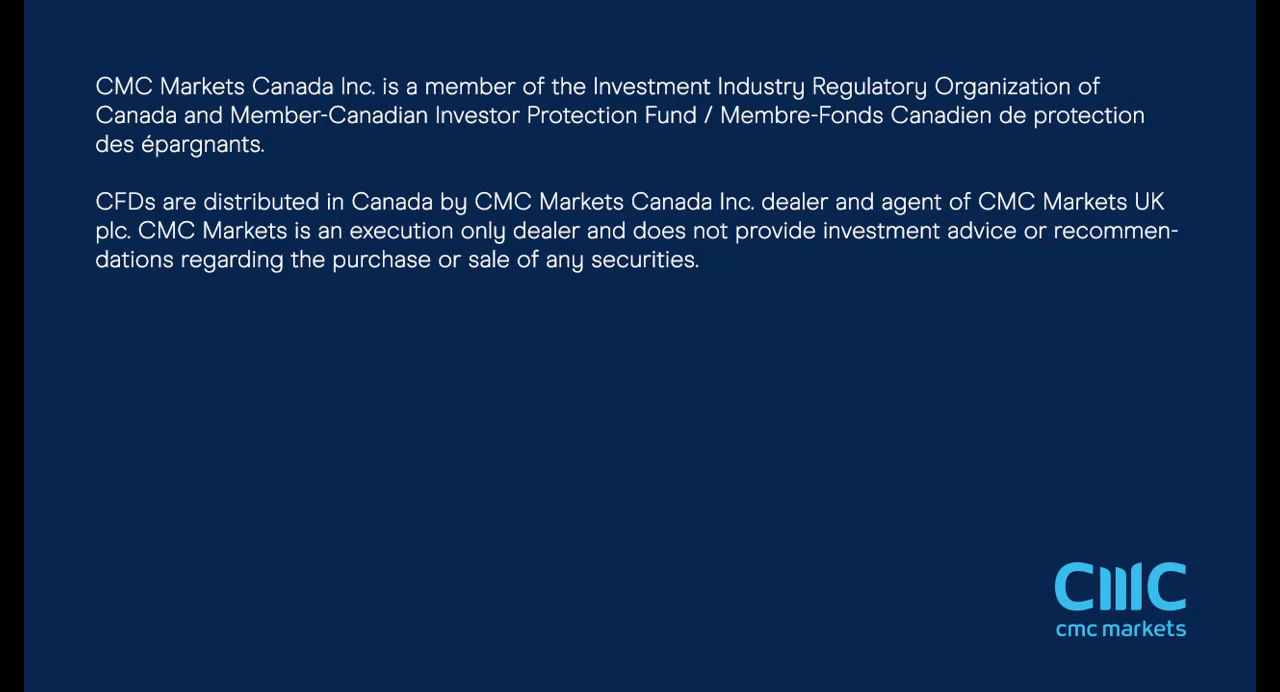 CMC Markets Canada Inc. is a member of the Investment Industry Regulatory Organization of
Canada and Member-Canadian Investor Protection Fund / Membre-Fonds Canadien de protection
des épargnants.
CFDs are distributed in Canada by CMC Markets Canada Inc. dealer and agent of CMC Markets UK
plc. CMC Markets is an execution only dealer and does not provide investment advice or recommen-
dations regarding the purchase or sale of any securities.
CMC
cmc markets